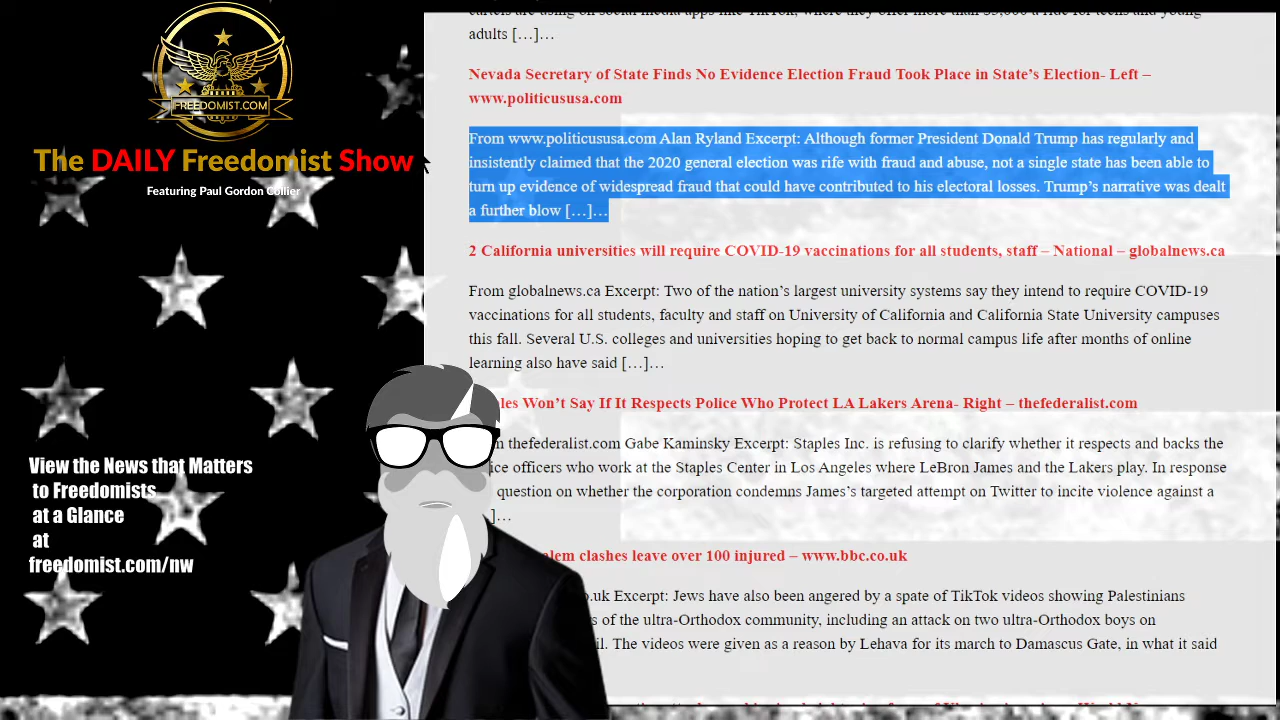 FREEDOMIST.COM
The DAILY Freedomist Show
Featuring Paul Gordon Collier
View the News that Matters
to Freedomists
at a Glance
at
freedomist.com/nw
adults […]…
Nevada Secretary of State Finds No Evidence Election Fraud Took Place in State’s Election- Left –
www.politicususa.com
From www.politicususa.com Alan Ryland Excerpt: Although former President Donald Trump has regularly and
insistently claimed that the 2020 general election was rife with fraud and abuse, not a single state has been able to
turn up evidence of widespread fraud that could have contributed to his electoral losses. Trump’s narrative was dealt
a further blow […]…
2 California universities will require COVID-19 vaccinations for all students, staff – National – globalnews.ca
From globalnews.ca Excerpt: Two of the nation’s largest university systems say they intend to require COVID-19
vaccinations for all students, faculty and staff on University of California and California State University campuses
this fall. Several U.S. colleges and universities hoping to get back to normal campus life after months of online
learning also have said […]…
Won’t Say If It Respects Police Who Protect LA Lakers Arena- Right – thefederalist.com
thefederalist.com Gabe Kaminsky Excerpt: Staples Inc. is refusing to clarify whether it respects and backs the
officers who work at the Staples Center in Los Angeles where LeBron James and the Lakers play. In response
question on whether the corporation condemns James’s targeted attempt on Twitter to incite violence against a
]…
clashes leave over 100 injured – www.bbc.co.uk
.uk Excerpt: Jews have also been angered by a spate of TikTok videos showing Palestinians
of the ultra-Orthodox community, including an attack on two ultra-Orthodox boys on
The videos were given as a reason by Lehava for its march to Damascus Gate, in what it said